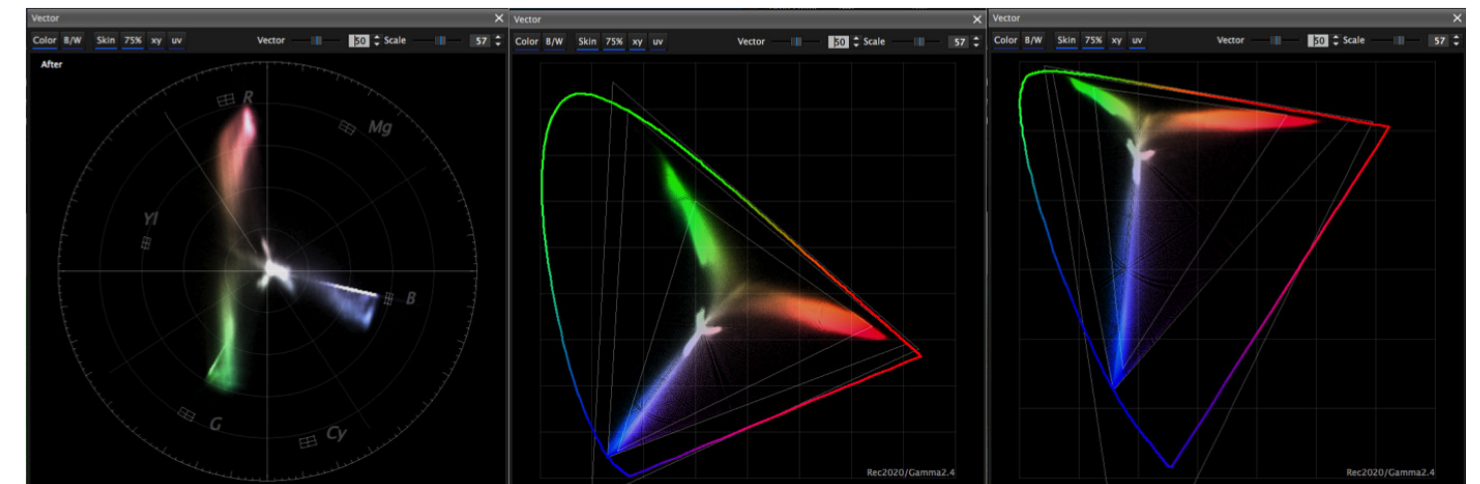 Vector
Color B/W Skin 75% xy uv Vector 50 Scale 57
After
R
Mg
Yl
B
G
Cy
Vector
Color B/W Skin 75% xy uv Vector 50 Scale 57
Rec2020/Gamma2.4
Vector
Color B/W Skin 75% xy uv Vector 50 Scale 57
Rec2020/Gamma2.4